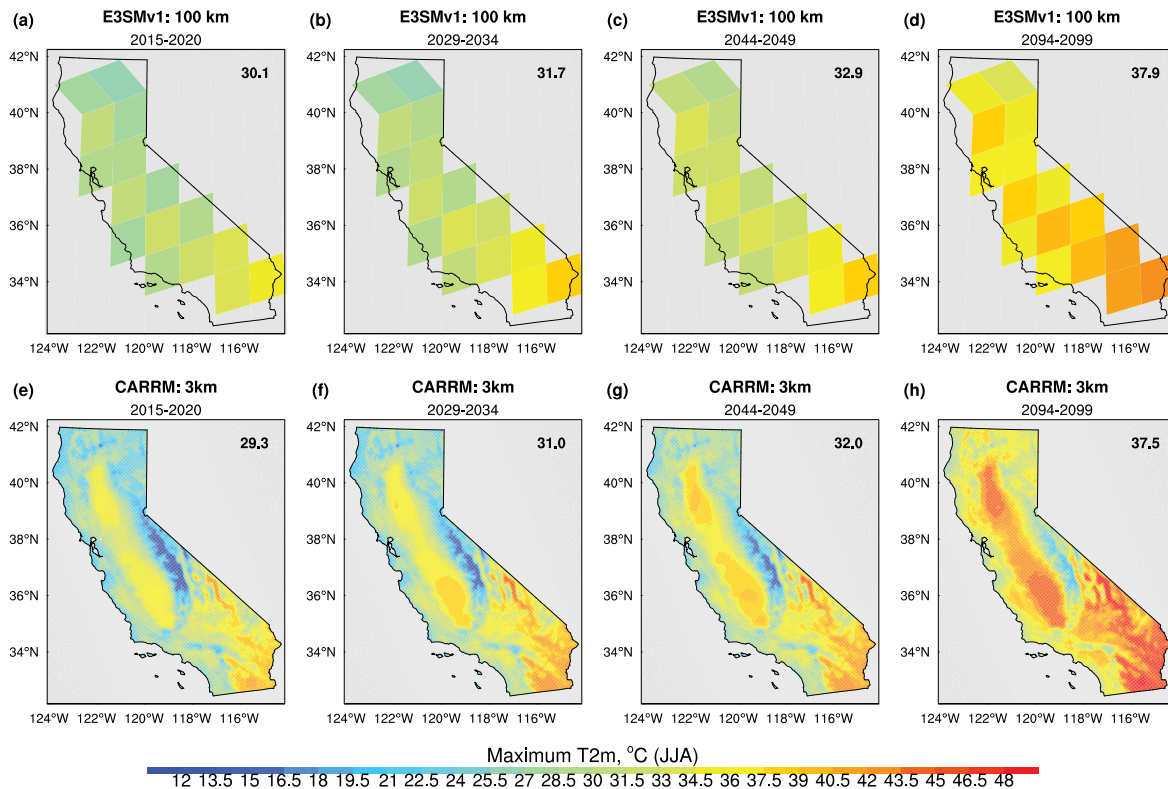 (a) E3SMv1: 100 km
2015-2020
30.1
42°N
40°N
38°N
36°N
34°N
124°W 122°W 120°W 118°W 116°W
(b) E3SMv1: 100 km
2029-2034
31.7
42°N
40°N
38°N
36°N
34°N
124°W 122°W 120°W 118°W 116°W
(c) E3SMv1: 100 km
2044-2049
32.9
42°N
40°N
38°N
36°N
34°N
124°W 122°W 120°W 118°W 116°W
(d) E3SMv1: 100 km
2094-2099
37.9
42°N
40°N
38°N
36°N
34°N
124°W 122°W 120°W 118°W 116°W
(e) CARRM: 3km
2015-2020
29.3
42°N
40°N
38°N
36°N
34°N
124°W 122°W 120°W 118°W 116°W
(f) CARRM: 3km
2029-2034
31.0
42°N
40°N
38°N
36°N
34°N
124°W 122°W 120°W 118°W 116°W
(g) CARRM: 3km
2044-2049
32.0
42°N
40°N
38°N
36°N
34°N
124°W 122°W 120°W 118°W 116°W
(h) CARRM: 3km
2094-2099
37.5
42°N
40°N
38°N
36°N
34°N
124°W 122°W 120°W 118°W 116°W
Maximum T2m, °C (JJA)
12 13.5 15 16.5 18 19.5 21 22.5 24 25.5 27 28.5 30 31.5 33 34.5 36 37.5 39 40.5 42 43.5 45 46.5 48